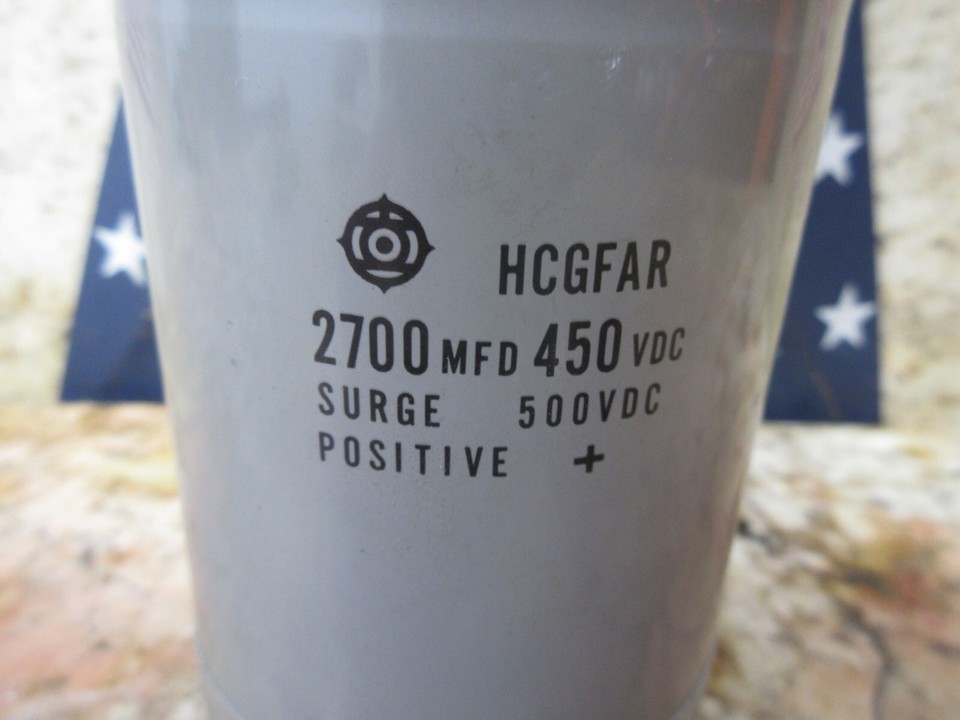 HCGFAR
2700 MFD 450 VDC
SURGE 500VDC
POSITIVE +